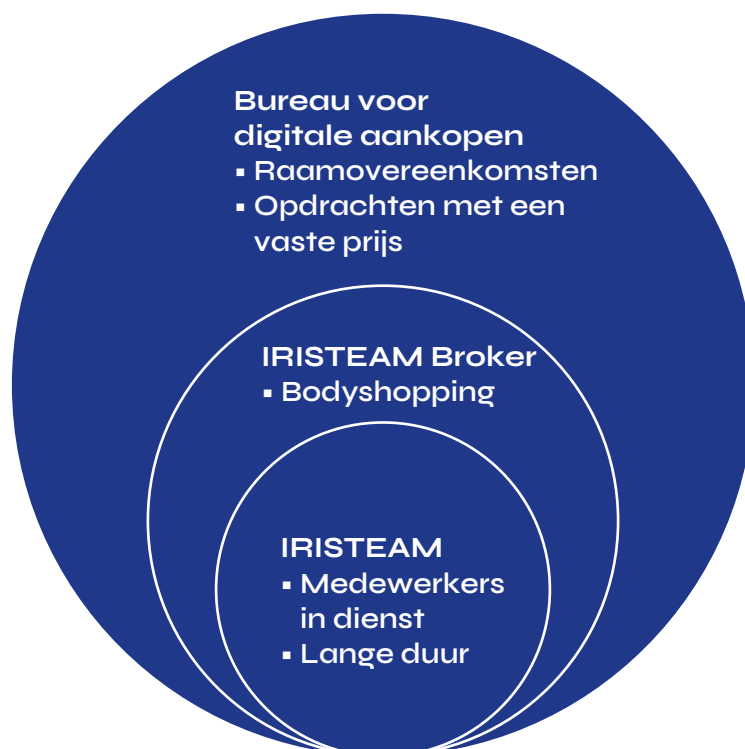 Bureau voor
digitale aankopen
▪ Raamovereenkomsten
▪ Opdrachten met een
vaste prijs
IRISTEAM Broker
▪ Bodyshopping
IRISTEAM
▪ Medewerkers
in dienst
▪ Lange duur